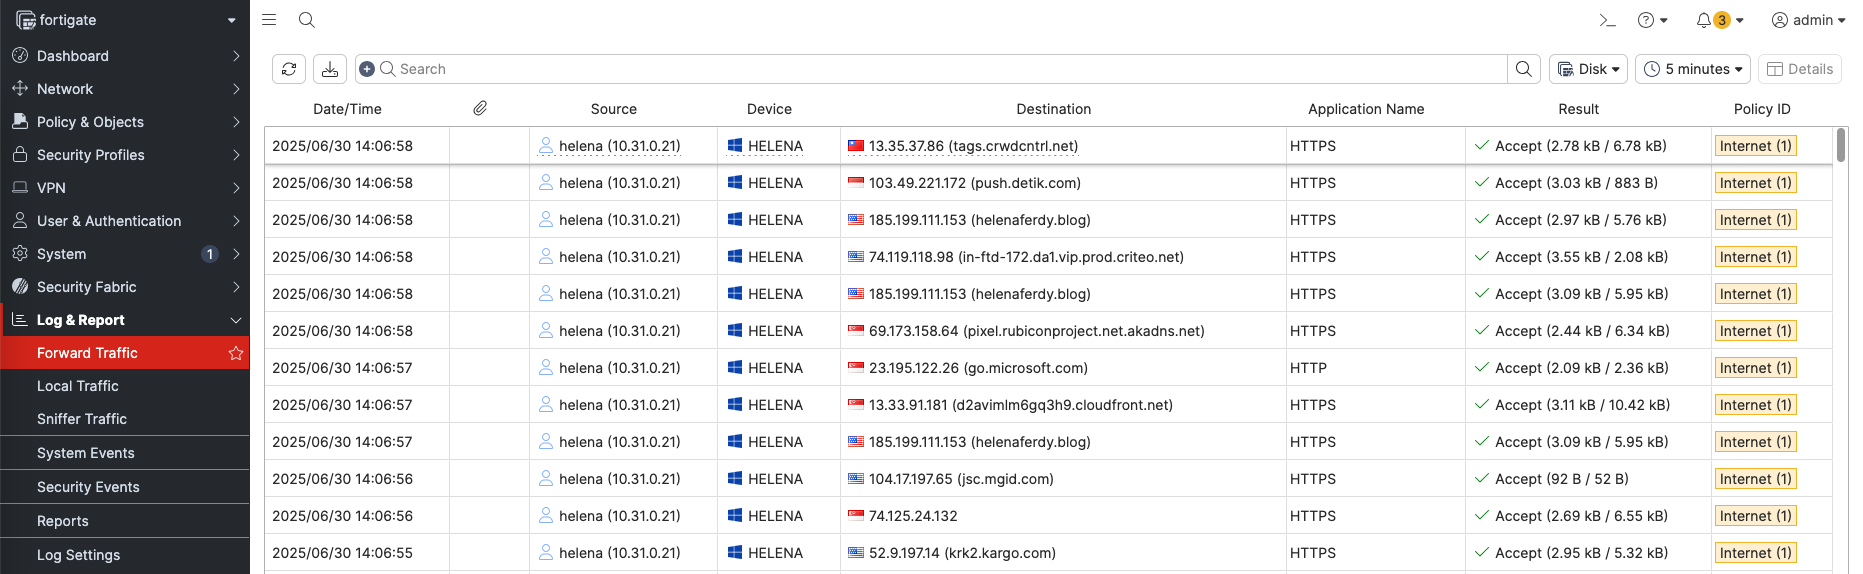 fortigate
admin
3
Dashboard
Network
Policy & Objects
Security Profiles
VPN
User & Authentication
System 1
Security Fabric
Log & Report
Forward Traffic
Local Traffic
Sniffer Traffic
System Events
Security Events
Reports
Log Settings
Search Disk 5 minutes Details
Date/Time Source Device Destination Application Name Result Policy ID
2025/06/30 14:06:58 helena (10.31.0.21) HELENA 13.35.37.86 (tags.crwdcntrl.net) HTTPS Accept (2.78 kB / 6.78 kB) Internet (1)
2025/06/30 14:06:58 helena (10.31.0.21) HELENA 103.49.221.172 (push.detik.com) HTTPS Accept (3.03 kB / 883 B) Internet (1)
2025/06/30 14:06:58 helena (10.31.0.21) HELENA 185.199.111.153 (helenaferdy.blog) HTTPS Accept (2.97 kB / 5.76 kB) Internet (1)
2025/06/30 14:06:58 helena (10.31.0.21) HELENA 74.119.118.98 (in-ftd-172.da1.vip.prod.criteo.net) HTTPS Accept (3.55 kB / 2.08 kB) Internet (1)
2025/06/30 14:06:58 helena (10.31.0.21) HELENA 185.199.111.153 (helenaferdy.blog) HTTPS Accept (3.09 kB / 5.95 kB) Internet (1)
2025/06/30 14:06:58 helena (10.31.0.21) HELENA 69.173.158.64 (pixel.rubiconproject.net.akadns.net) HTTPS Accept (2.44 kB / 6.34 kB) Internet (1)
2025/06/30 14:06:57 helena (10.31.0.21) HELENA 23.195.122.26 (go.microsoft.com) HTTP Accept (2.09 kB / 2.36 kB) Internet (1)
2025/06/30 14:06:57 helena (10.31.0.21) HELENA 13.33.91.181 (d2avimlm6gq3h9.cloudfront.net) HTTPS Accept (3.11 kB / 10.42 kB) Internet (1)
2025/06/30 14:06:57 helena (10.31.0.21) HELENA 185.199.111.153 (helenaferdy.blog) HTTPS Accept (3.09 kB / 5.95 kB) Internet (1)
2025/06/30 14:06:56 helena (10.31.0.21) HELENA 104.17.197.65 (jsc.mgid.com) HTTPS Accept (92 B / 52 B) Internet (1)
2025/06/30 14:06:56 helena (10.31.0.21) HELENA 74.125.24.132 HTTPS Accept (2.69 kB / 6.55 kB) Internet (1)
2025/06/30 14:06:55 helena (10.31.0.21) HELENA 52.9.197.14 (krk2.kargo.com) HTTPS Accept (2.95 kB / 5.32 kB) Internet (1)